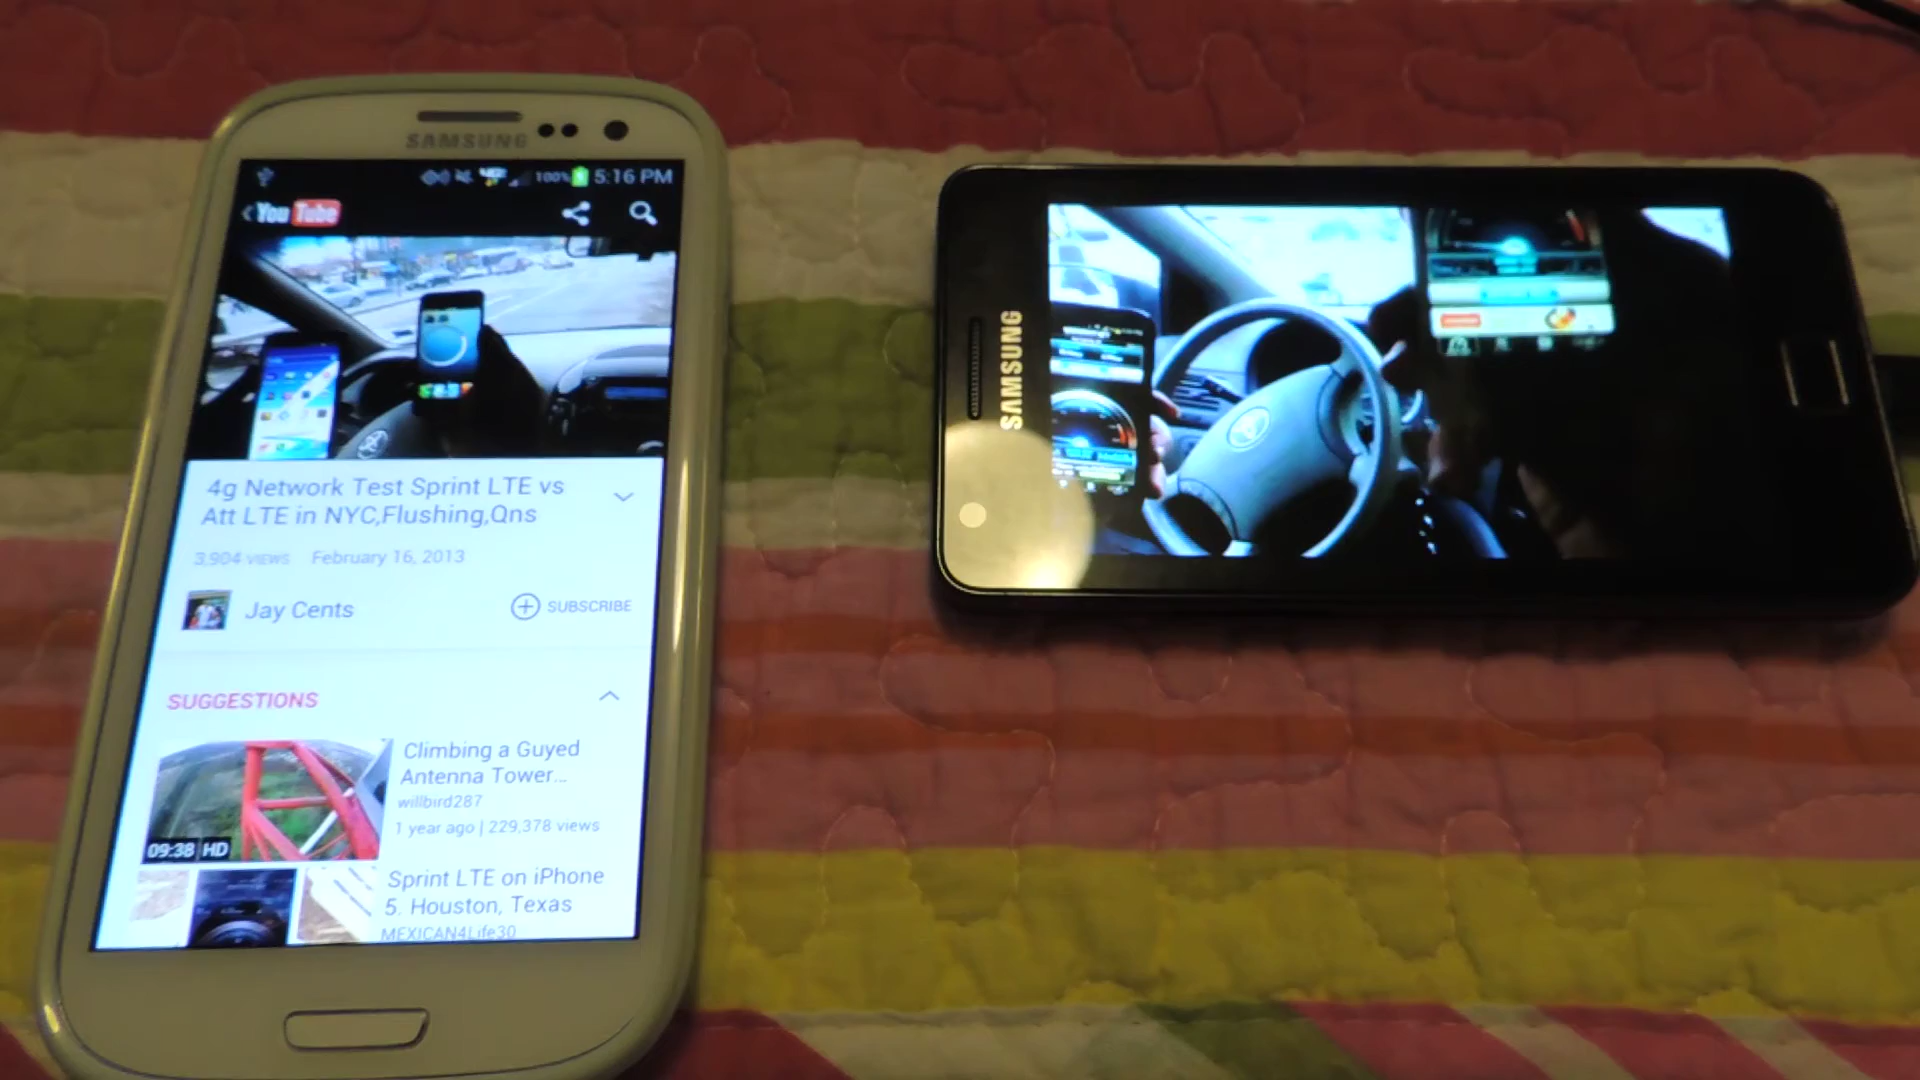 SAMSUNG
100% 5:16 PM
YouTube
4g Network Test Sprint LTE vs
Att LTE in NYC,Flushing,Qns
3,904 VIEWS February 16, 2013
Jay Cents
SUBSCRIBE
SUGGESTIONS
Climbing a Guyed
Antenna Tower...
willbird287
1 year ago | 229,378 views
09:38 HD
Sprint LTE on iPhone
5. Houston, Texas
MEXICAN4Life30
SAMSUNG